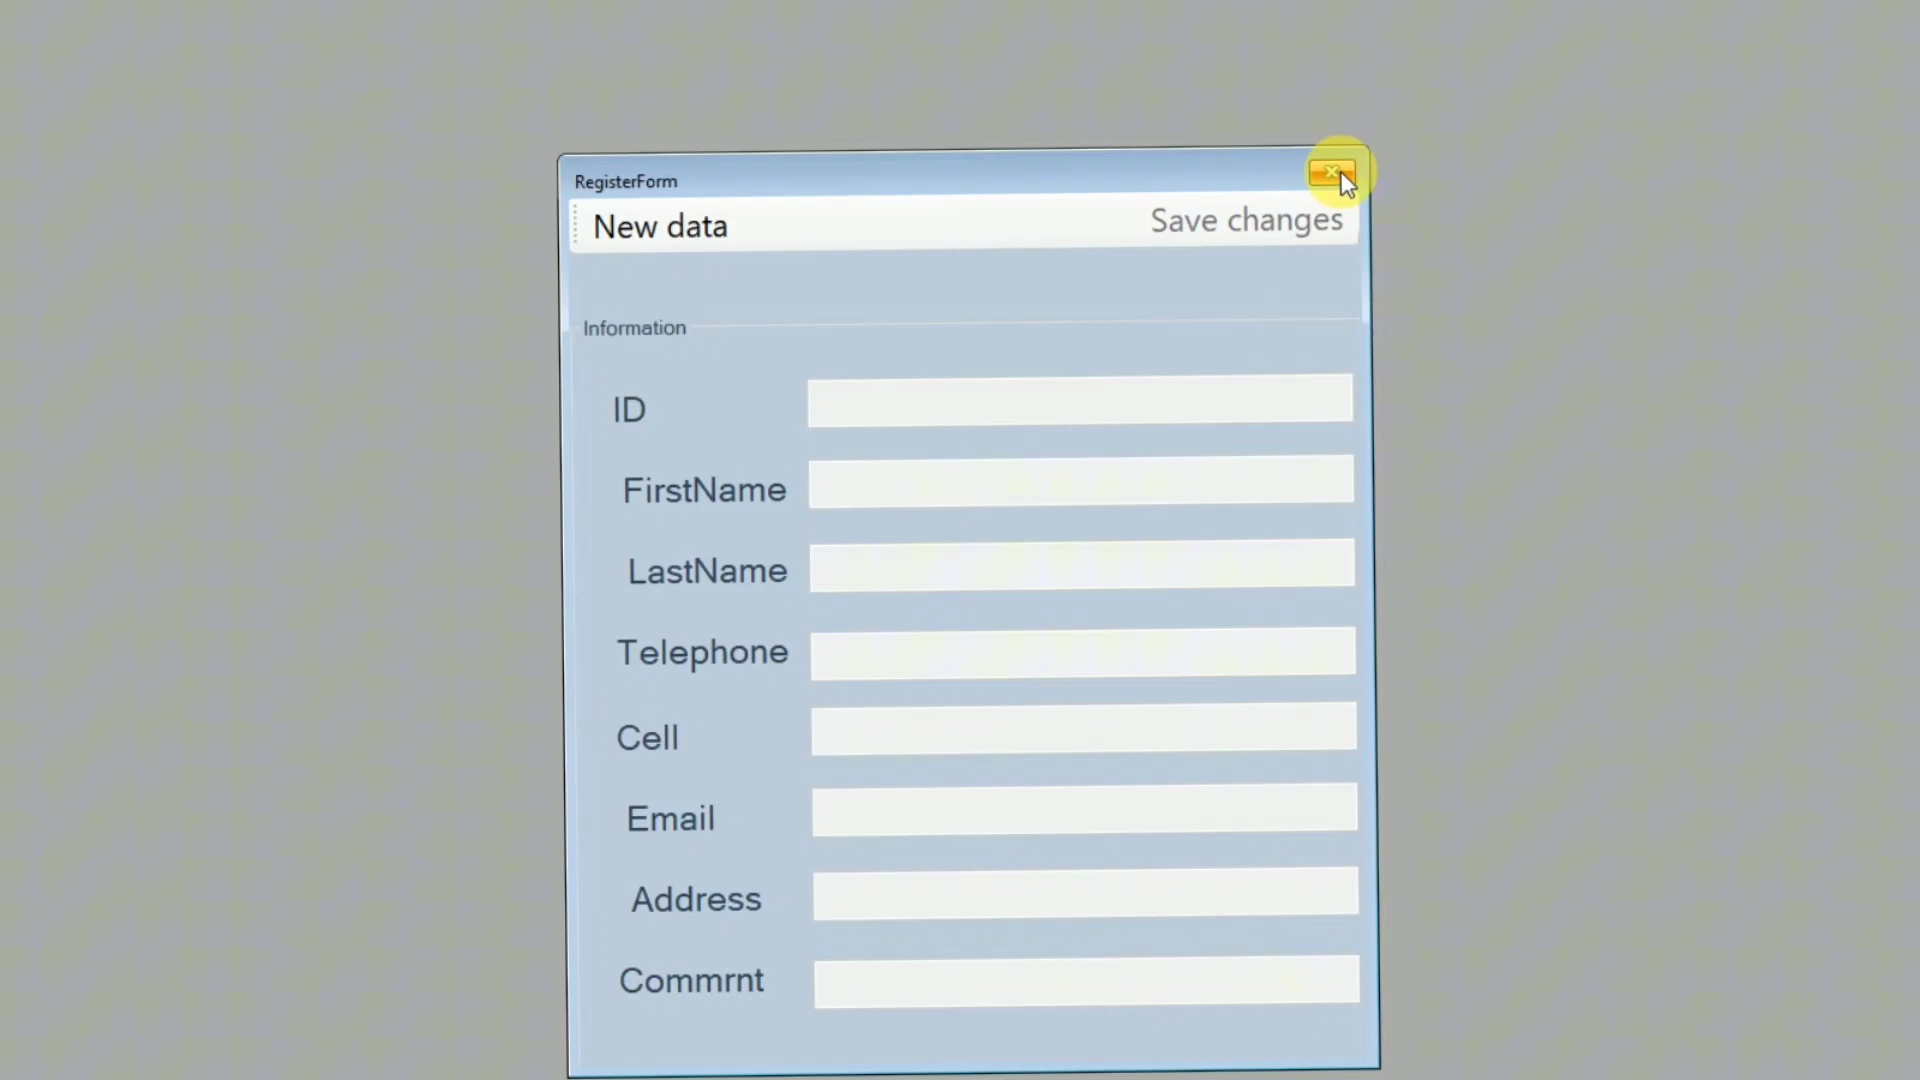 RegisterForm
New data
Save changes
Information
ID
FirstName
LastName
Telephone
Cell
Email
Address
Commrnt